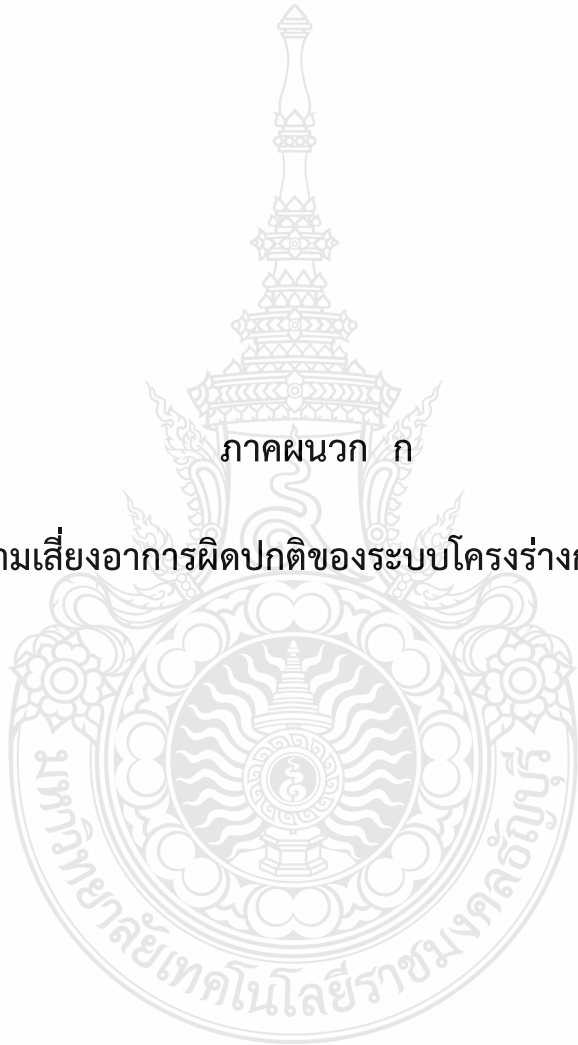 ภาคผนวก ก
ามเสี่ยงอาการผิดปกติของระบบโครงร่างก
มหาวิทยาลัยเทคโนโลยีราชมงคลธัญบุรี